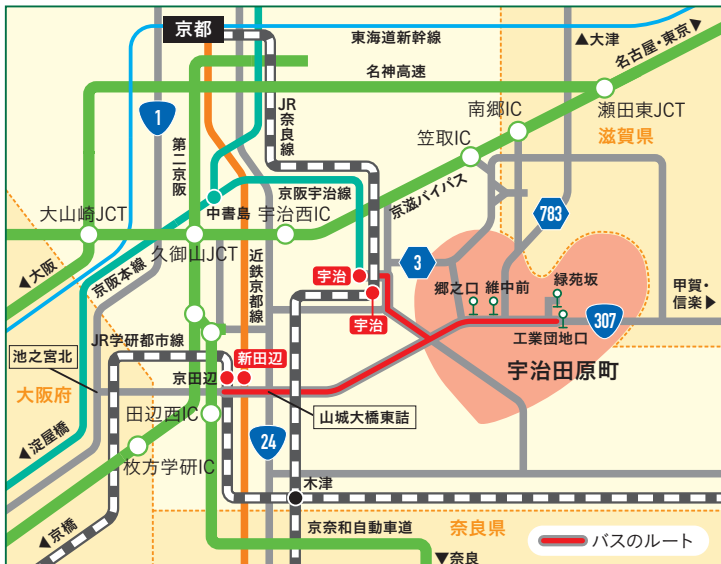 京都
東海道新幹線
▲大津
名古屋・東京▶
名神高速
JR奈良線
南郷IC
瀬田東JCT
滋賀県
1
第二京阪
笠取IC
京阪宇治線
京滋バイパス
大山崎JCT
中書島
宇治西IC
783
久御山JCT
▲大阪
京阪本線
近鉄京都線
3
宇治
郷之口
維中前
緑苑坂
甲賀・
信楽▶
宇治
307
JR学研都市線
工業団地口
池之宮北
新田辺
宇治田原町
京田辺
大阪府
田辺西IC
山城大橋東詰
▲淀屋橋
24
枚方学研IC
木津
▲京橋
京奈和自動車道
奈良県
バスのルート
▼奈良